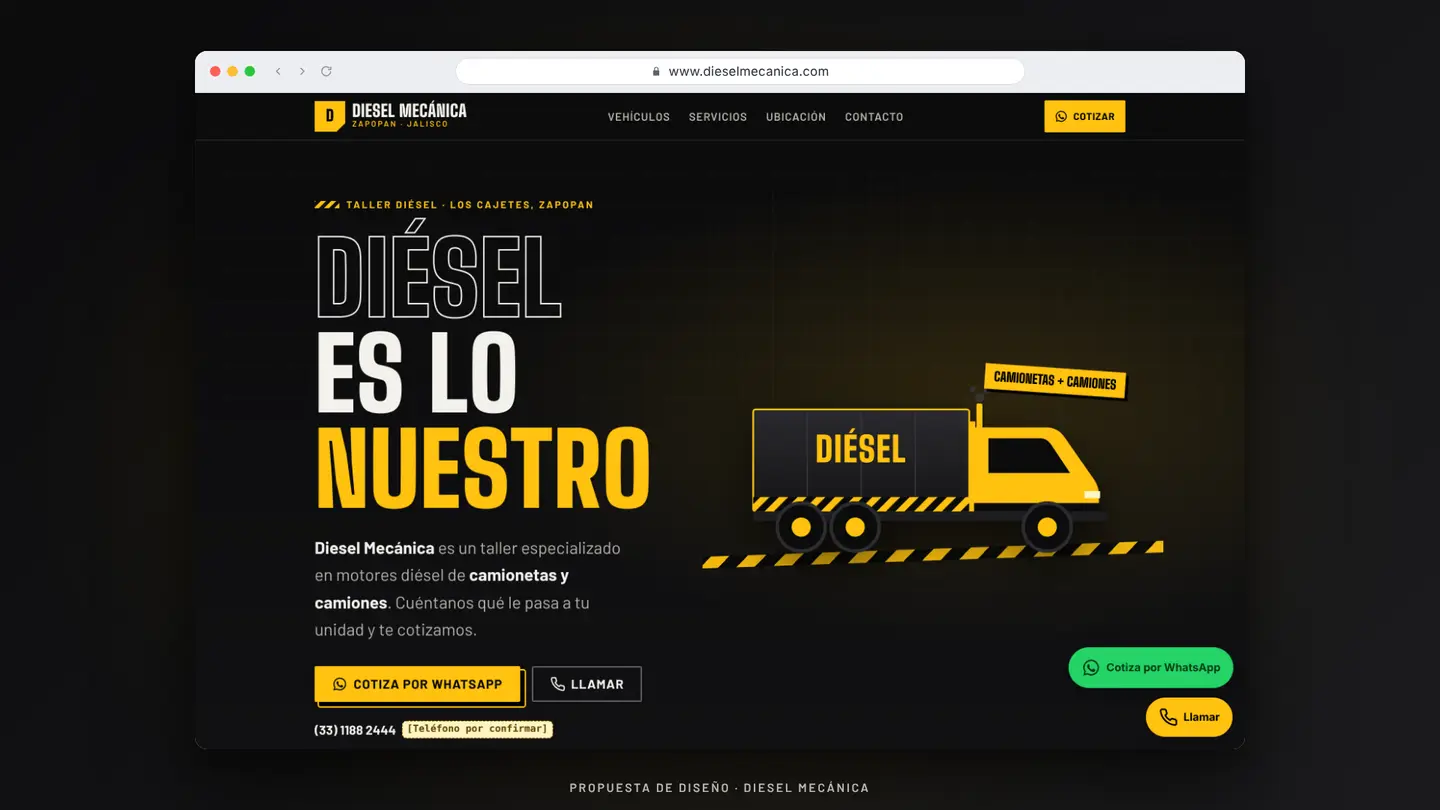 www.dieselmecanica.com
D
DIESEL MECÁNICA
ZAPOPAN · JALISCO
VEHÍCULOS
SERVICIOS
UBICACIÓN
CONTACTO
COTIZAR
TALLER DIÉSEL · LOS CAJETES, ZAPOPAN
DIÉSEL
ES LO
NUESTRO
CAMIONETAS + CAMIONES
DIÉSEL
Diesel Mecánica es un taller especializado
en motores diésel de camionetas y
camiones. Cuéntanos qué le pasa a tu
unidad y te cotizamos.
COTIZA POR WHATSAPP
LLAMAR
(33) 1188 2444 [Teléfono por confirmar]
Cotiza por WhatsApp
Llamar
PROPUESTA DE DISEÑO · DIESEL MECÁNICA